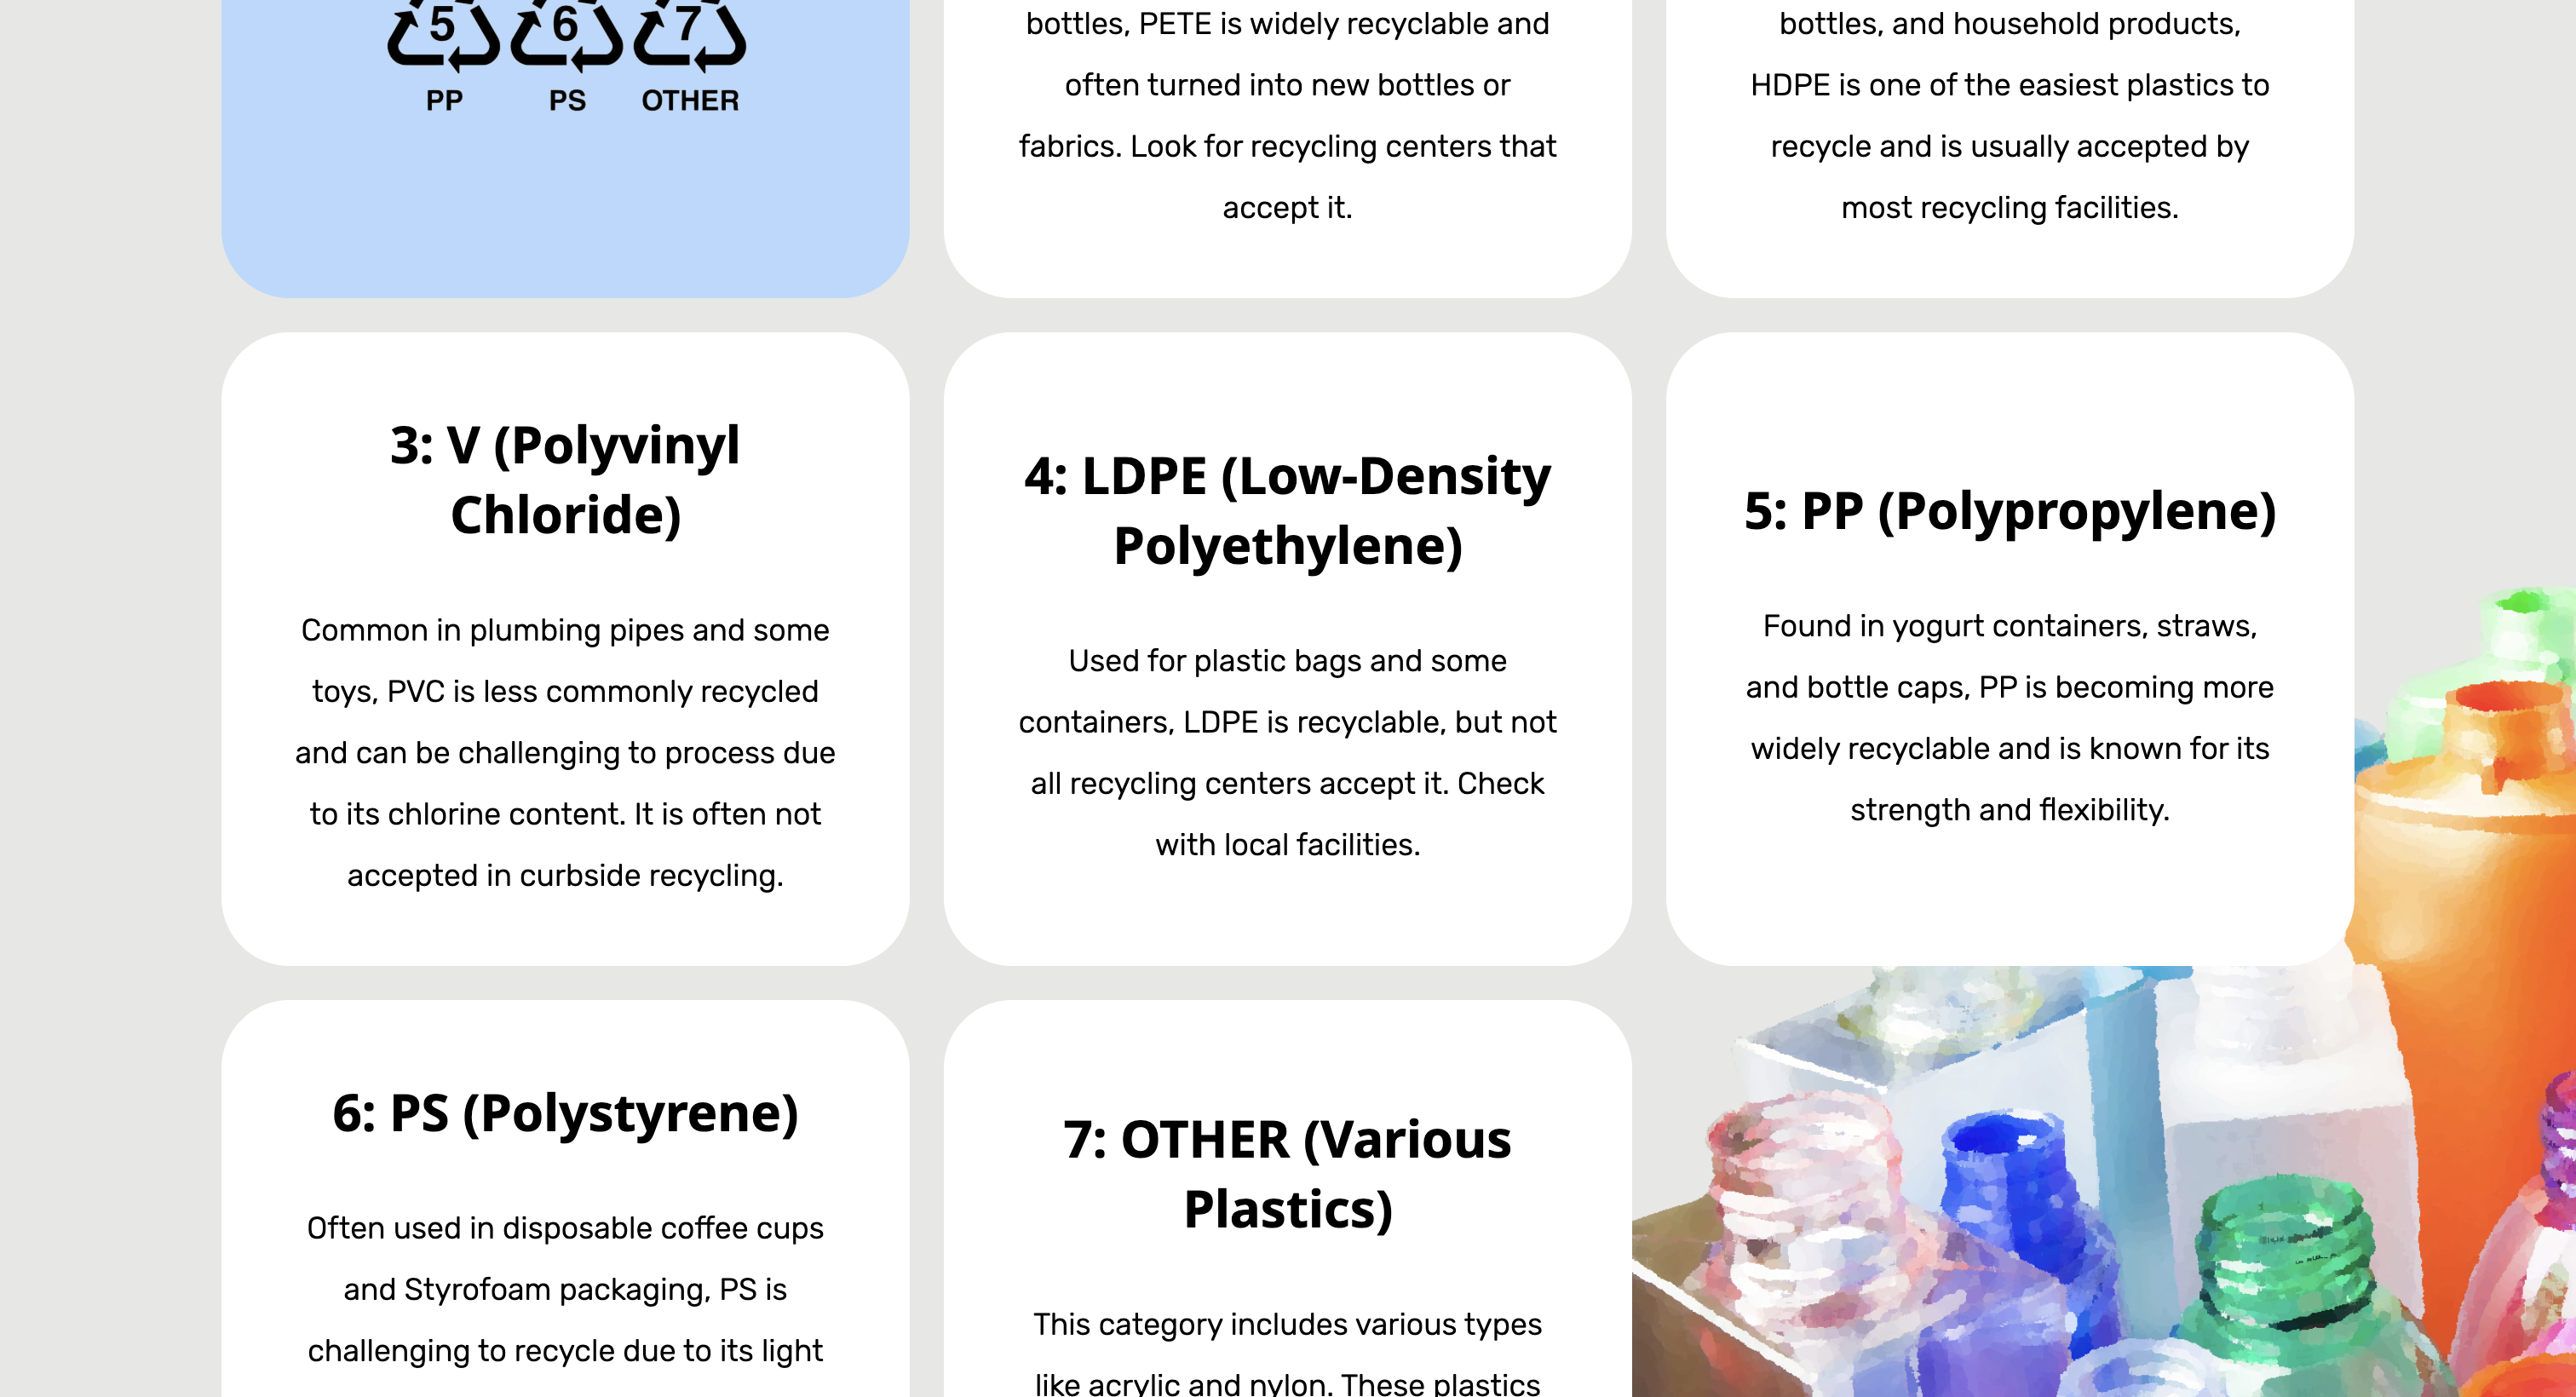 5 6 7
PP PS OTHER
bottles, PETE is widely recyclable and
often turned into new bottles or
fabrics. Look for recycling centers that
accept it.
bottles, and household products,
HDPE is one of the easiest plastics to
recycle and is usually accepted by
most recycling facilities.
3: V (Polyvinyl
Chloride)
Common in plumbing pipes and some
toys, PVC is less commonly recycled
and can be challenging to process due
to its chlorine content. It is often not
accepted in curbside recycling.
4: LDPE (Low-Density
Polyethylene)
Used for plastic bags and some
containers, LDPE is recyclable, but not
all recycling centers accept it. Check
with local facilities.
5: PP (Polypropylene)
Found in yogurt containers, straws,
and bottle caps, PP is becoming more
widely recyclable and is known for its
strength and flexibility.
6: PS (Polystyrene)
Often used in disposable coffee cups
and Styrofoam packaging, PS is
challenging to recycle due to its light
7: OTHER (Various
Plastics)
This category includes various types
like acrylic and nylon. These plastics